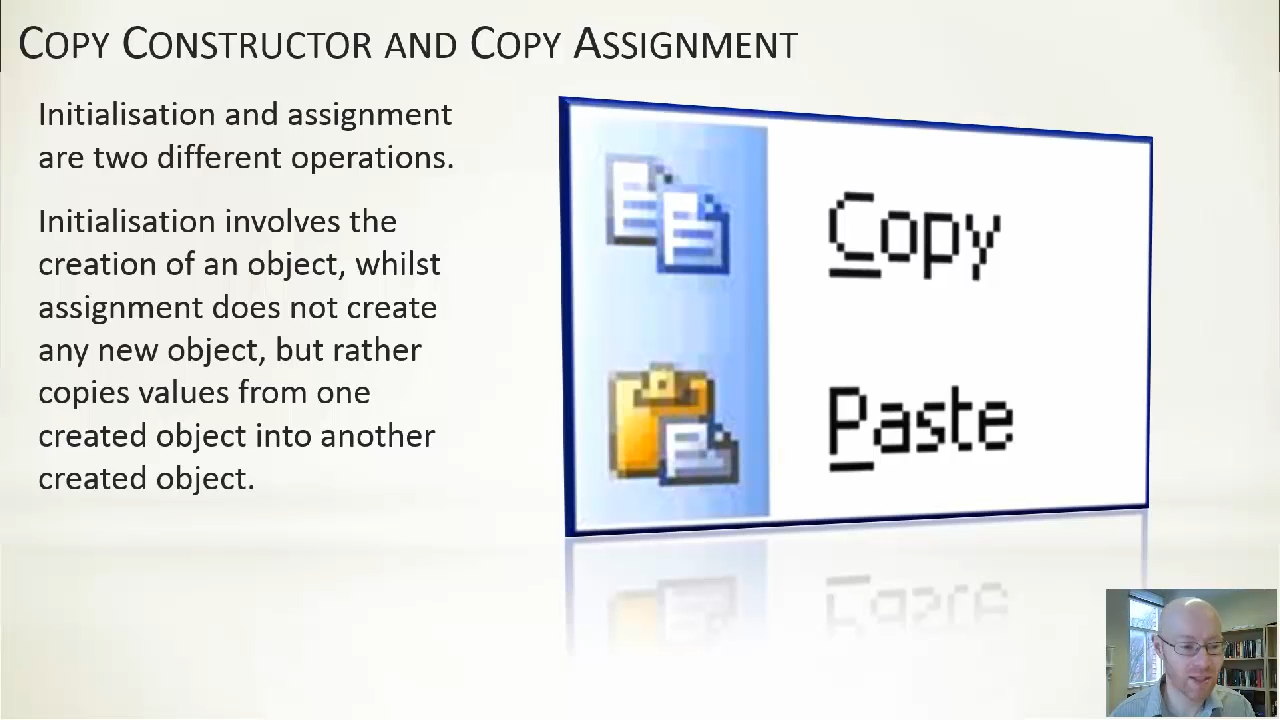 COPY CONSTRUCTOR AND COPY ASSIGNMENT
Initialisation and assignment
are two different operations.
Initialisation involves the
creation of an object, whilst
assignment does not create
any new object, but rather
copies values from one
created object into another
created object.
Copy
Paste